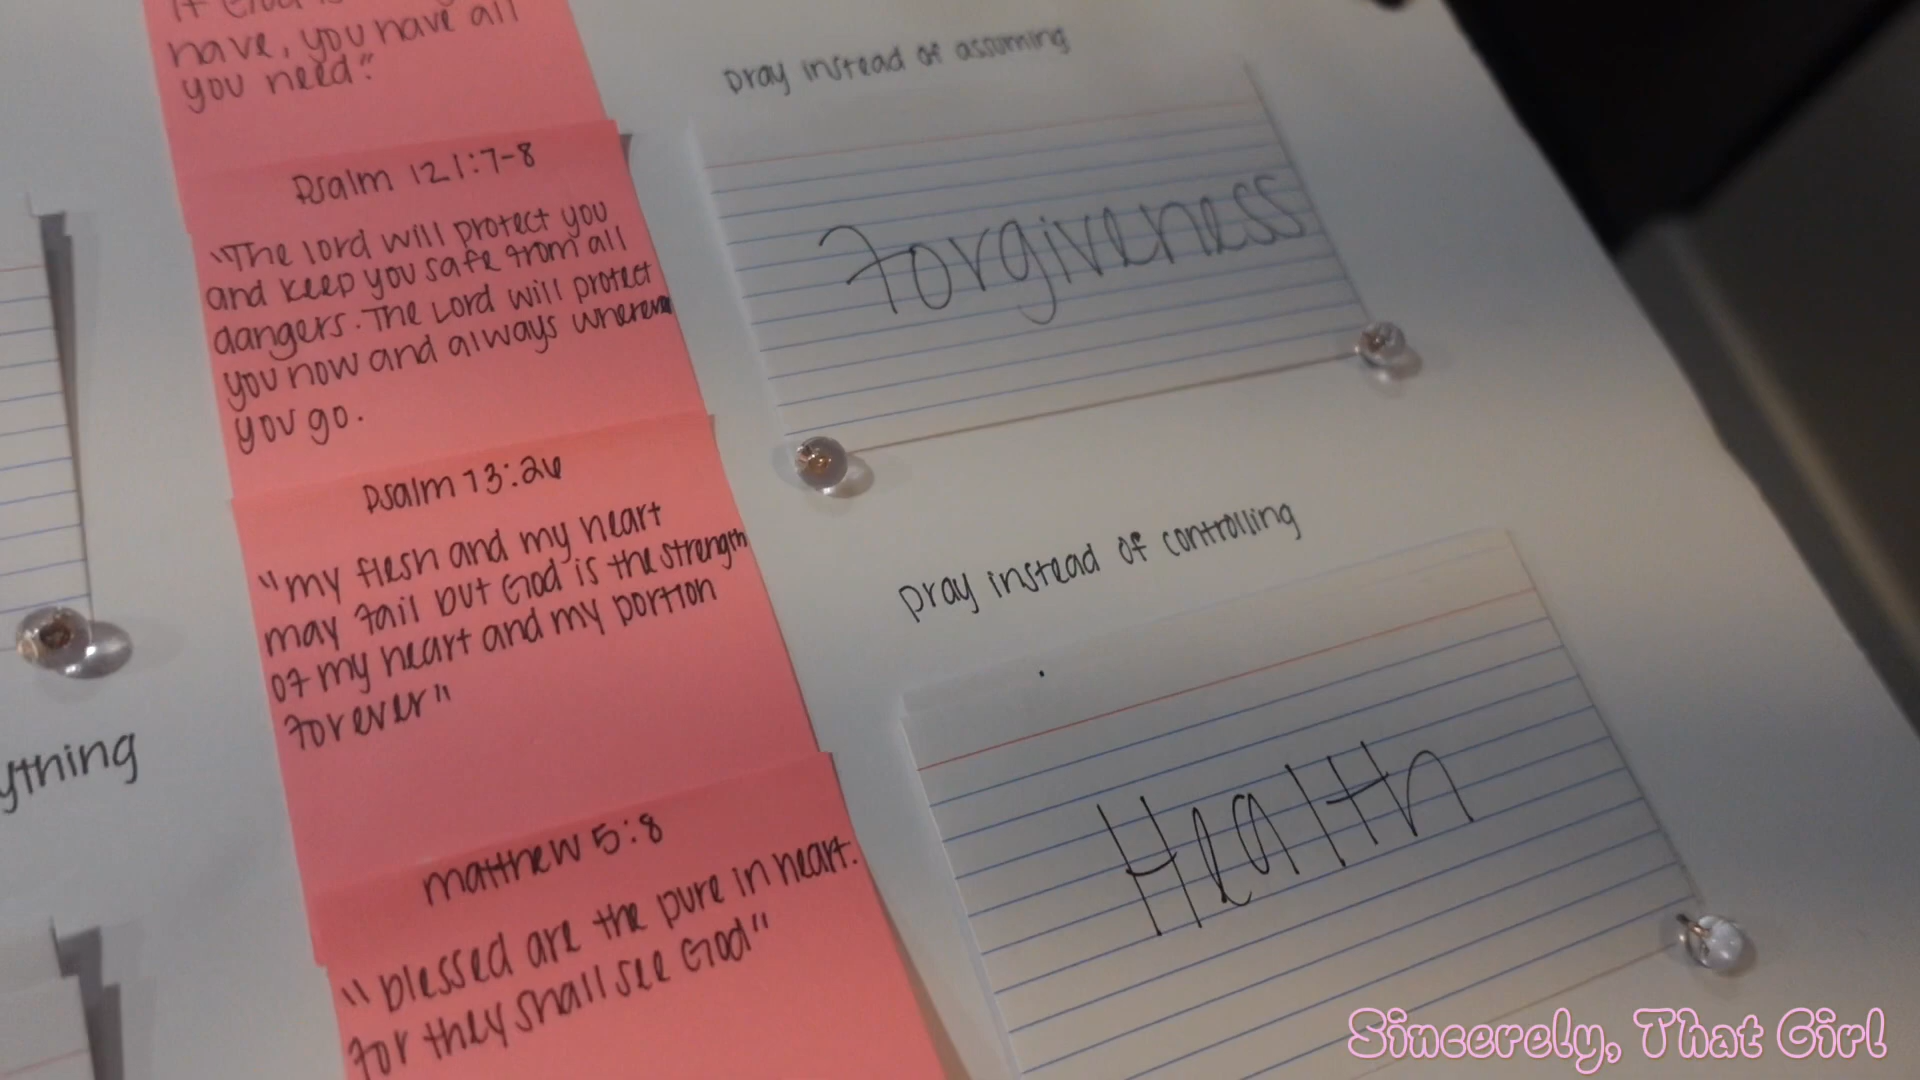 have, you have all
you need."
Psalm 121:7-8
"The lord will protect you
and keep you safe from all
dangers. The Lord will protect
you now and always wherever
you go.
Psalm 73:26
"my flesh and my heart
may fail but God is the strength
of my heart and my portion
forever"
matthew 5:8
"blessed are the pure in heart.
for they shall see God"
pray instead of assuming
Forgiveness
pray instead of controlling
Health
Sincerely, That Girl